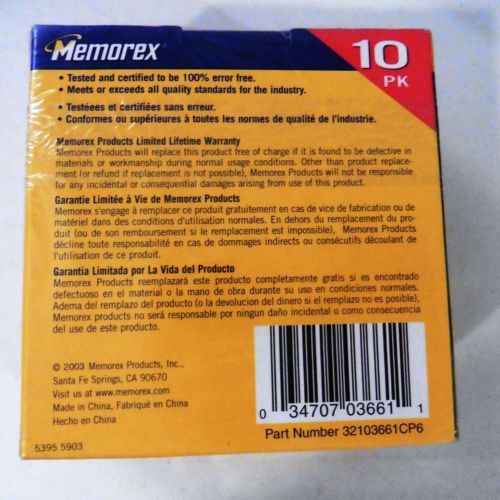 Memorex
10
PK
• Tested and certified to be 100% error free.
• Meets or exceeds all quality standards for the industry.
• Testéees et certifiées sans erreur.
• Conformes ou supérieures à toutes les normes de qualité de l'industrie.
Memorex Products Limited Lifetime Warranty
Memorex Products will replace this product free of charge if it is found to be defective in
materials or workmanship during normal usage conditions. Other than product replace-
ment (or refund if replacement is not possible), Memorex Products will not be responsible
for any incidental or consequential damages arising from use of this product.
Garantie Limitée à Vie de Memorex Products
Memorex s'engage à remplacer ce produit gratuitement en cas de vice de fabrication ou de
matériel dans des conditions d'utilisation normales. En dehors du remplacement du pro-
duit (ou de son remboursement si le remplacement est impossible), Memorex Products
décline toute responsabilité en cas de dommages indirects ou consécutifs découlant de
l'utilisation de ce produit.
Garantia Limitada por La Vida del Producto
Memorex Products reemplazará este producto completamente gratis si es encontrado
defectuoso en el material o la mano de obra durante su uso en condiciones normales.
Adema del remplazo del producto (o la devolucion del dinero si el remplazo no es posible),
Memorex products no será responsable por ningun daño incidental o como consecuencia
del use de este producto.
© 2003 Memorex Products, Inc.,
Santa Fe Springs, CA 90670
Visit us at www.memorex.com
Made in China, Fabriqué en China
Hecho en China
0 34707 03661 1
Part Number 32103661CP6
5395 5903